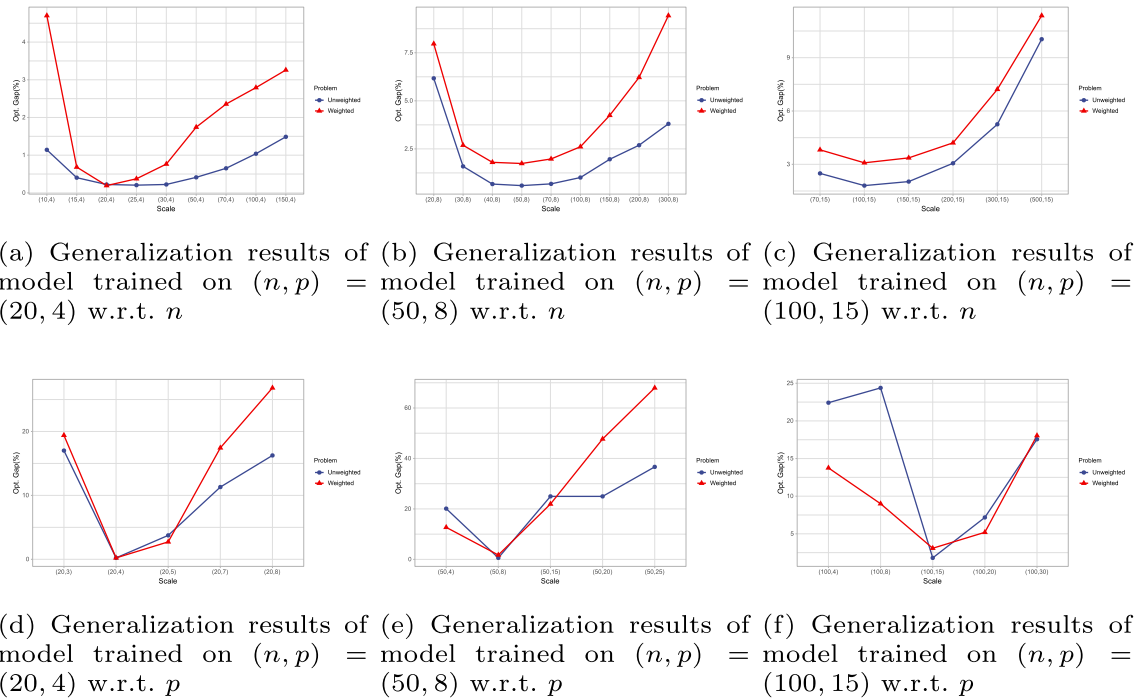 Opt. Gap(%)
4
3
2
1
0
(10,4) (15,4) (20,4) (25,4) (30,4) (50,4) (70,4) (100,4) (150,4)
Scale
Problem
Unweighted
Weighted
Opt. Gap(%)
7.5
5.0
2.5
(20,8) (30,8) (40,8) (50,8) (70,8) (100,8) (150,8) (200,8) (300,8)
Scale
Problem
Unweighted
Weighted
Opt. Gap(%)
9
6
3
(70,15) (100,15) (150,15) (200,15) (300,15) (500,15)
Scale
Problem
Unweighted
Weighted
(a) Generalization results of
model trained on (n, p) =
(20, 4) w.r.t. n
(b) Generalization results of
model trained on (n, p) =
(50, 8) w.r.t. n
(c) Generalization results of
model trained on (n, p) =
(100, 15) w.r.t. n
Opt. Gap(%)
20
10
0
(20,3) (20,4) (20,5) (20,7) (20,8)
Scale
Problem
Unweighted
Weighted
Opt. Gap(%)
60
40
20
0
(50,4) (50,8) (50,15) (50,20) (50,25)
Scale
Problem
Unweighted
Weighted
Opt. Gap(%)
25
20
15
10
5
(100,4) (100,8) (100,15) (100,20) (100,30)
Scale
Problem
Unweighted
Weighted
(d) Generalization results of
model trained on (n, p) =
(20, 4) w.r.t. p
(e) Generalization results of
model trained on (n, p) =
(50, 8) w.r.t. p
(f) Generalization results of
model trained on (n, p) =
(100, 15) w.r.t. p